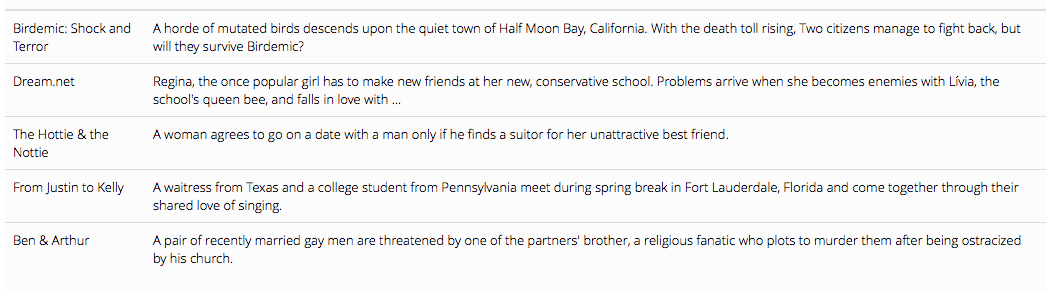 Birdemic: Shock and Terror
A horde of mutated birds descends upon the quiet town of Half Moon Bay, California. With the death toll rising, Two citizens manage to fight back, but
will they survive Birdemic?
Dream.net
Regina, the once popular girl has to make new friends at her new, conservative school. Problems arrive when she becomes enemies with Lívia, the
school's queen bee, and falls in love with ...
The Hottie & the
Nottie
A woman agrees to go on a date with a man only if he finds a suitor for her unattractive best friend.
From Justin to Kelly
A waitress from Texas and a college student from Pennsylvania meet during spring break in Fort Lauderdale, Florida and come together through their
shared love of singing.
Ben & Arthur
A pair of recently married gay men are threatened by one of the partners' brother, a religious fanatic who plots to murder them after being ostracized
by his church.